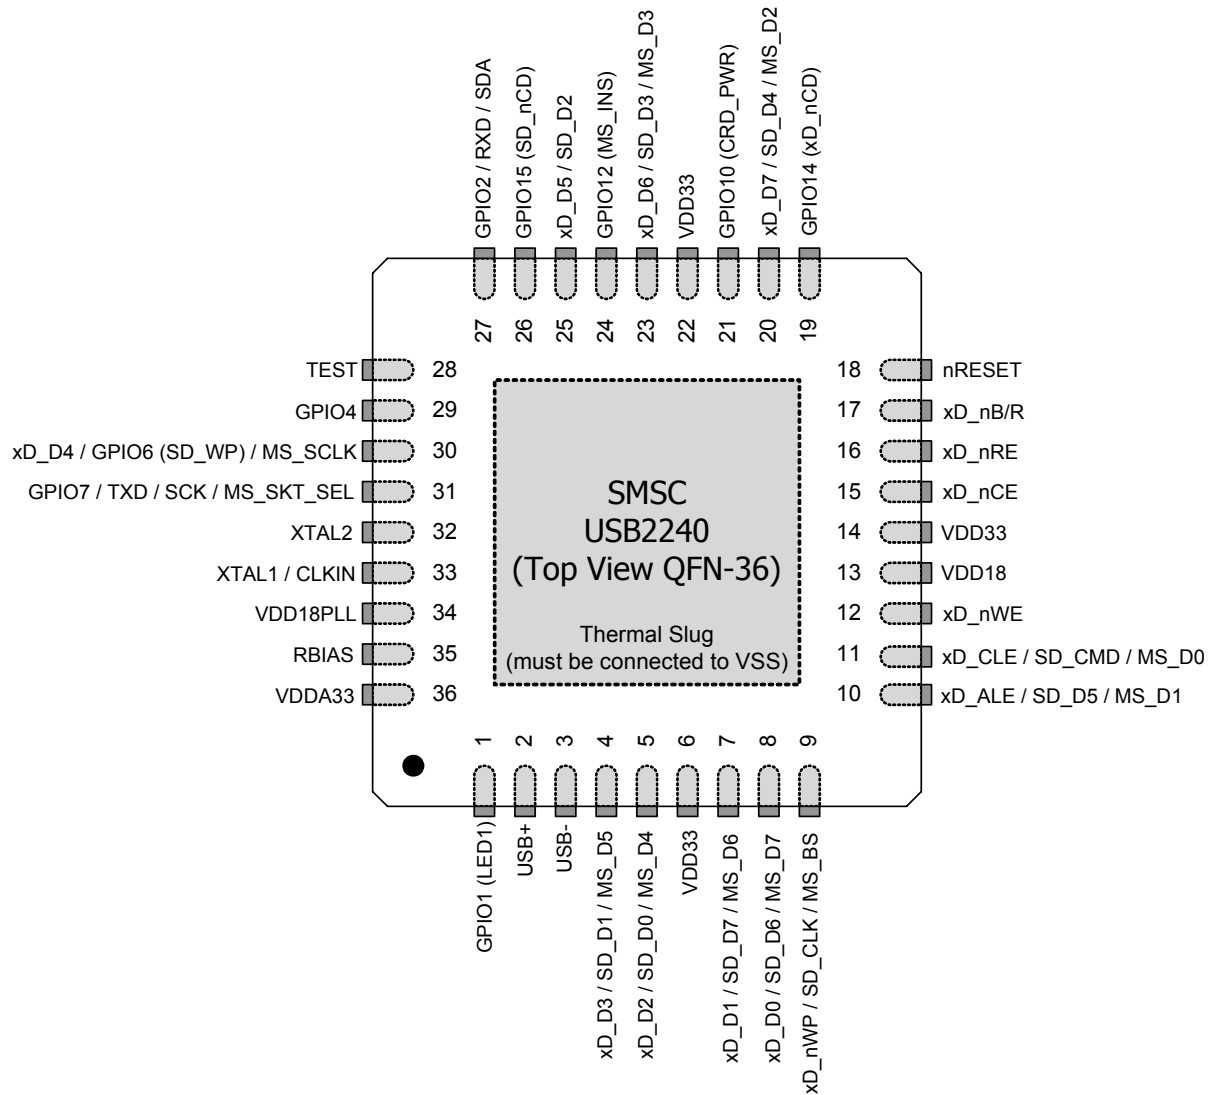 GPIO2 / RXD / SDA
GPIO15 (SD_nCD)
xD_D5 / SD_D2
GPIO12 (MS_INS)
xD_D6 / SD_D3 / MS_D3
VDD33
GPIO10 (CRD_PWR)
xD_D7 / SD_D4 / MS_D2
GPIO14 (xD_nCD)
27
26
25
24
23
22
21
20
19
TEST 28
GPIO4 29
xD_D4 / GPIO6 (SD_WP) / MS_SCLK 30
GPIO7 / TXD / SCK / MS_SKT_SEL 31
XTAL2 32
XTAL1 / CLKIN 33
VDD18PLL 34
RBIAS 35
VDDA33 36
SMSC
USB2240
(Top View QFN-36)
Thermal Slug
(must be connected to VSS)
18 nRESET
17 xD_nB/R
16 xD_nRE
15 xD_nCE
14 VDD33
13 VDD18
12 xD_nWE
11 xD_CLE / SD_CMD / MS_D0
10 xD_ALE / SD_D5 / MS_D1
1
2
3
4
5
6
7
8
9
GPIO1 (LED1)
USB+
USB-
xD_D3 / SD_D1 / MS_D5
xD_D2 / SD_D0 / MS_D4
VDD33
xD_D1 / SD_D7 / MS_D6
xD_D0 / SD_D6 / MS_D7
xD_nWP / SD_CLK / MS_BS